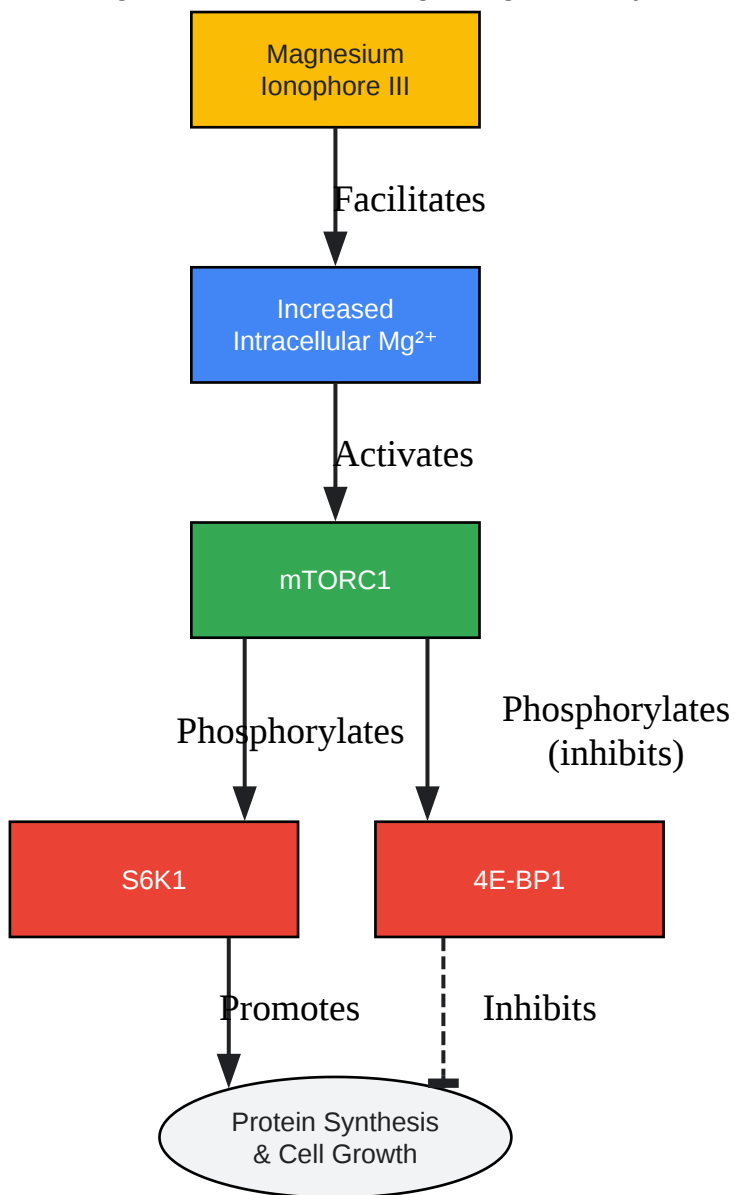 Magnesium
Ionophore III
Facilitates
Increased
Intracellular Mg²⁺
Activates
mTORC1
Phosphorylates
Phosphorylates
(inhibits)
S6K1
4E-BP1
Promotes
Inhibits
Protein Synthesis
& Cell Growth